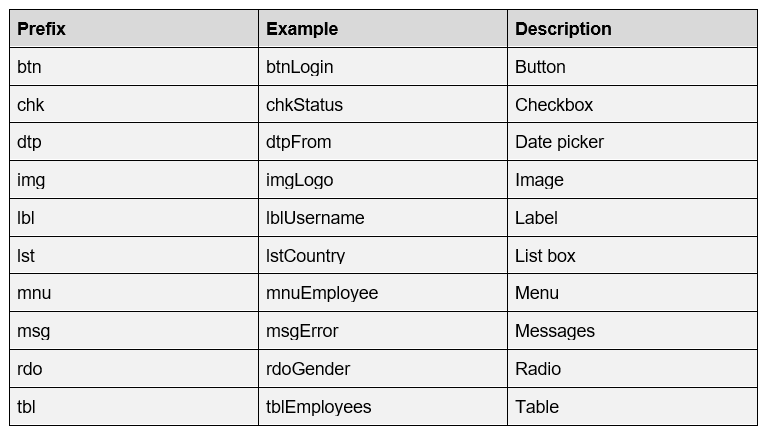 Prefix Example Description
btn btnLogin Button
chk chkStatus Checkbox
dtp dtpFrom Date picker
img imgLogo Image
lbl lblUsername Label
lst lstCountry List box
mnu mnuEmployee Menu
msg msgError Messages
rdo rdoGender Radio
tbl tblEmployees Table